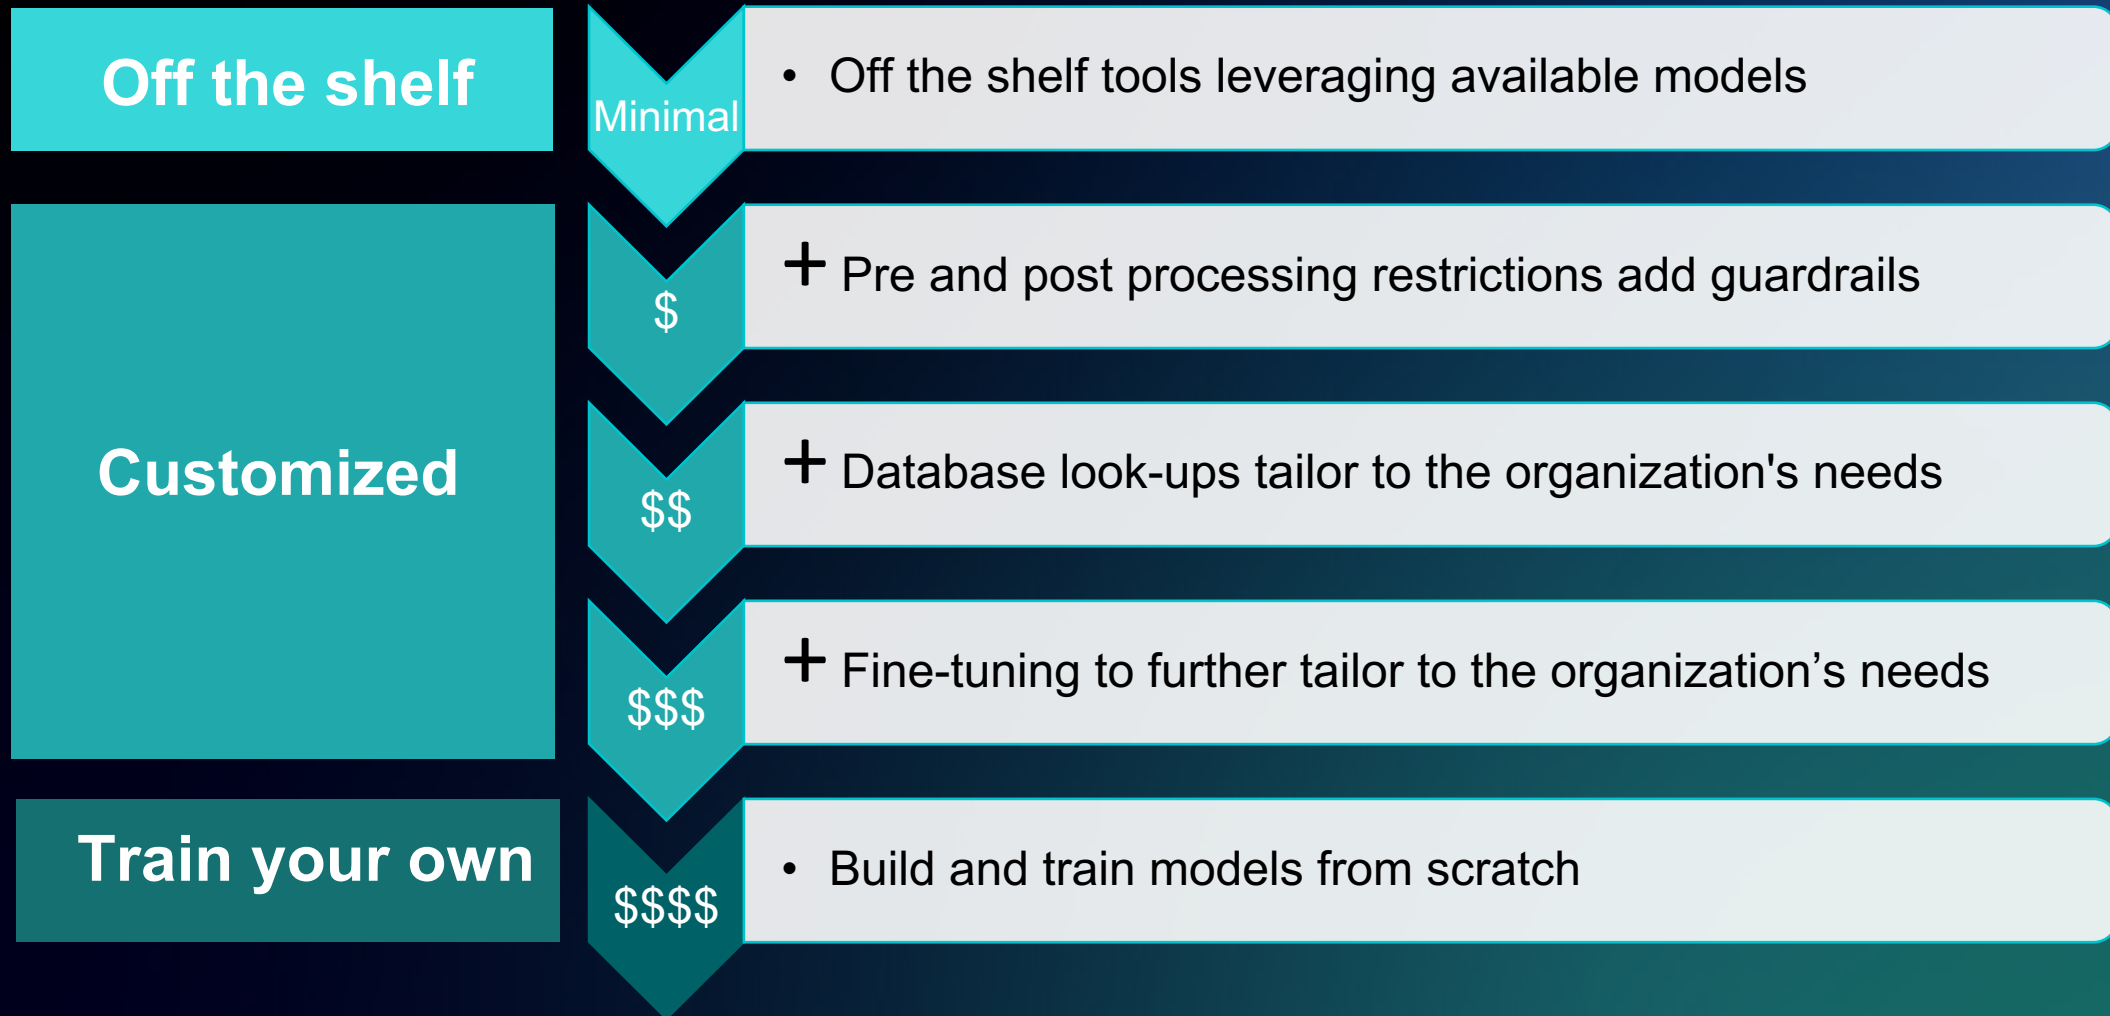 Off the shelf
Minimal
• Off the shelf tools leveraging available models
Customized
$
+ Pre and post processing restrictions add guardrails
$$
+ Database look-ups tailor to the organization's needs
$$$
+ Fine-tuning to further tailor to the organization’s needs
Train your own
$$$$
• Build and train models from scratch